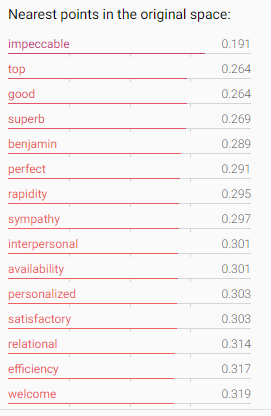 Nearest points in the original space:
impeccable 0.191
top 0.264
good 0.264
superb 0.269
benjamin 0.289
perfect 0.291
rapidity 0.295
sympathy 0.297
interpersonal 0.301
availability 0.301
personalized 0.303
satisfactory 0.303
relational 0.314
efficiency 0.317
welcome 0.319